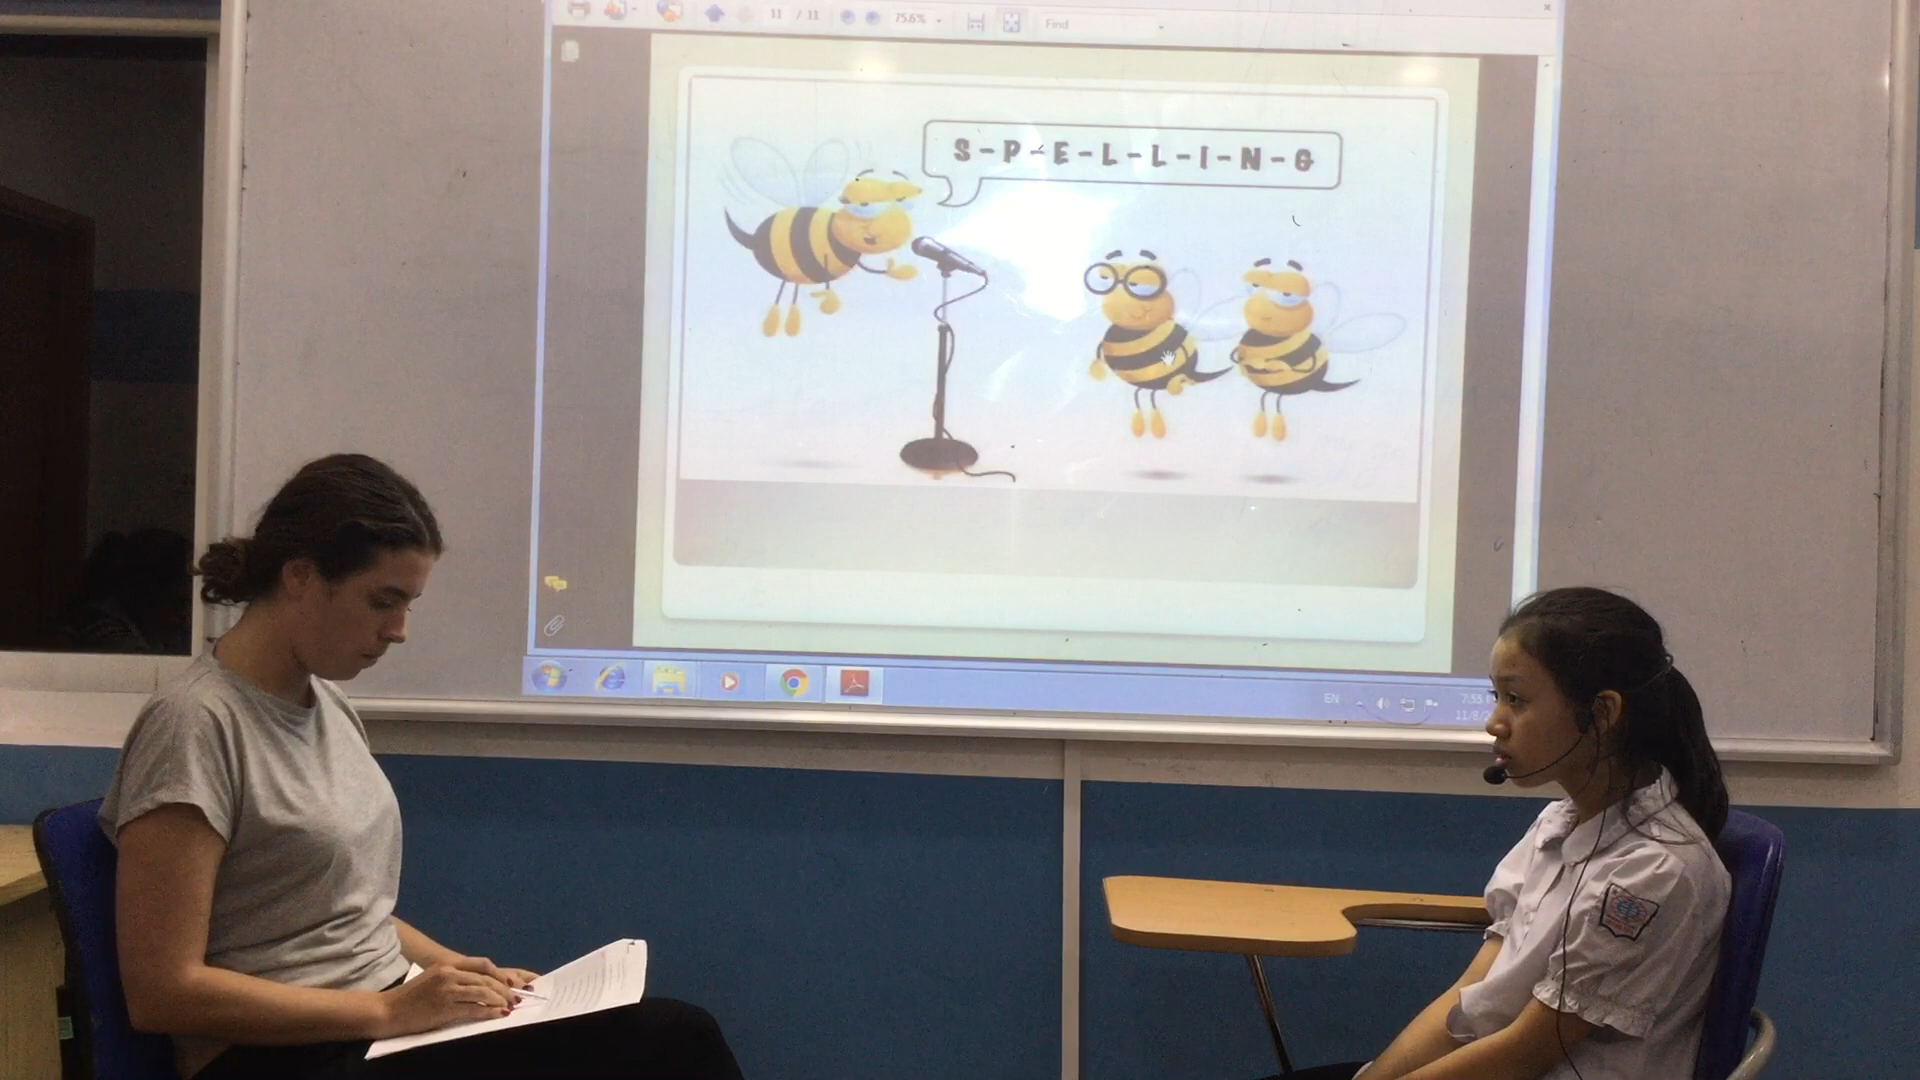 11 / 11 75.6% Find
S - P - E - L - L - I - N - G
EN